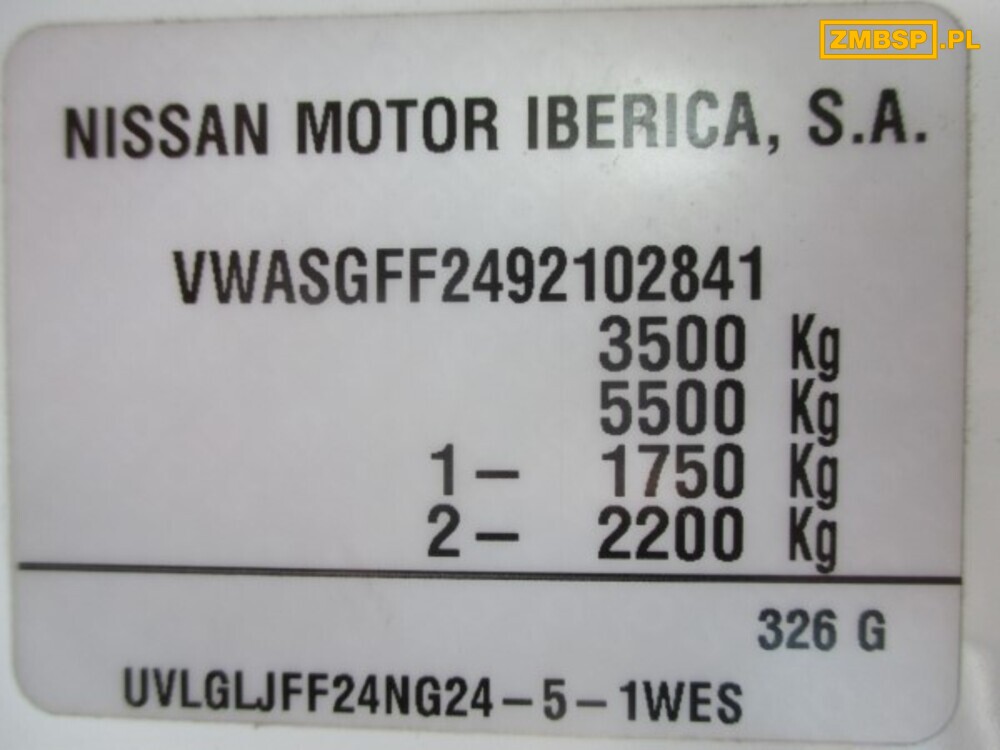 ZMBSP.PL
NISSAN MOTOR IBERICA, S.A.
VWASGFF2492102841
3500 Kg
5500 Kg
1- 1750 Kg
2- 2200 Kg
326 G
UVLGLJFF24NG24-5-1WES